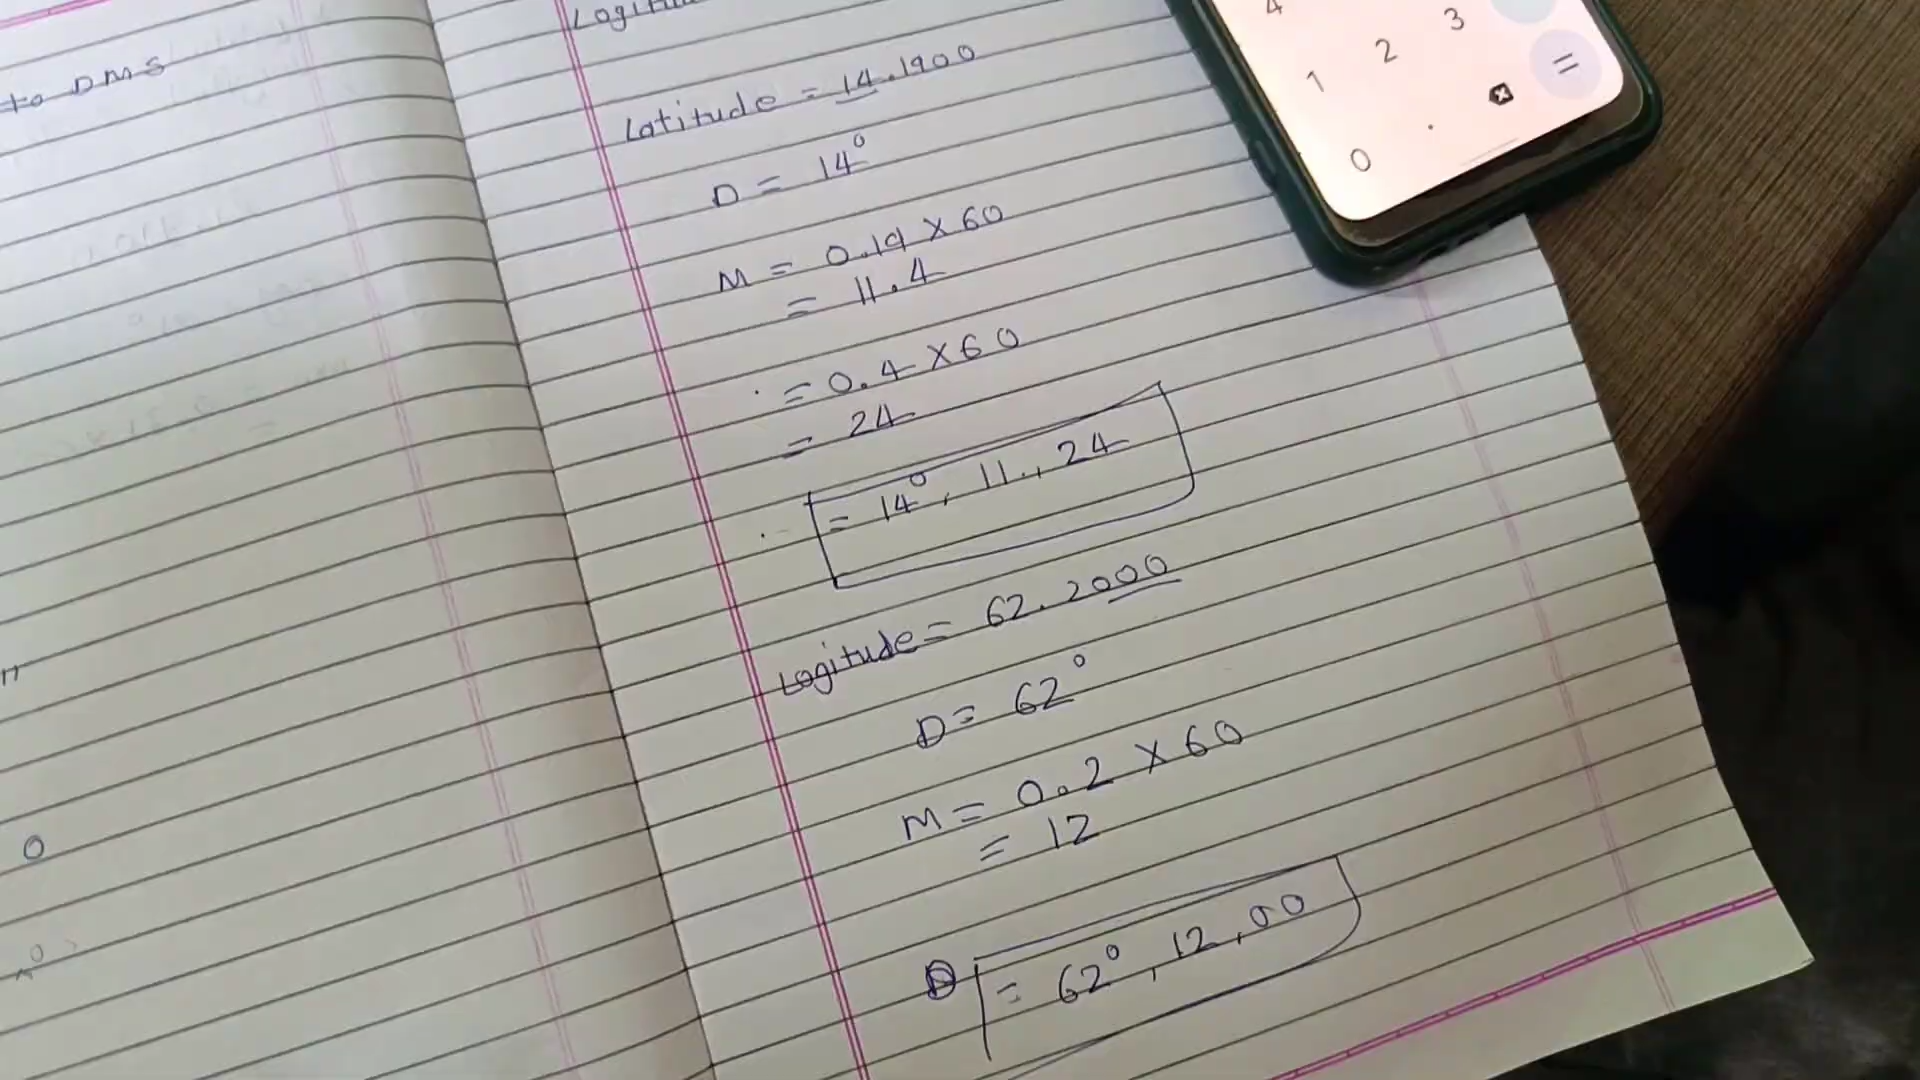 to DMS
"
0
Latitude = 14.1900
D = 14°
M = 0.19 X 60
= 11.4
= 0.4 X 60
= 24
= 14°, 11., 24
Logitude = 62.2000
D = 62°
M = 0.2 X 60
= 12
= 62°, 12, 00
4
1 2 3
0 . =